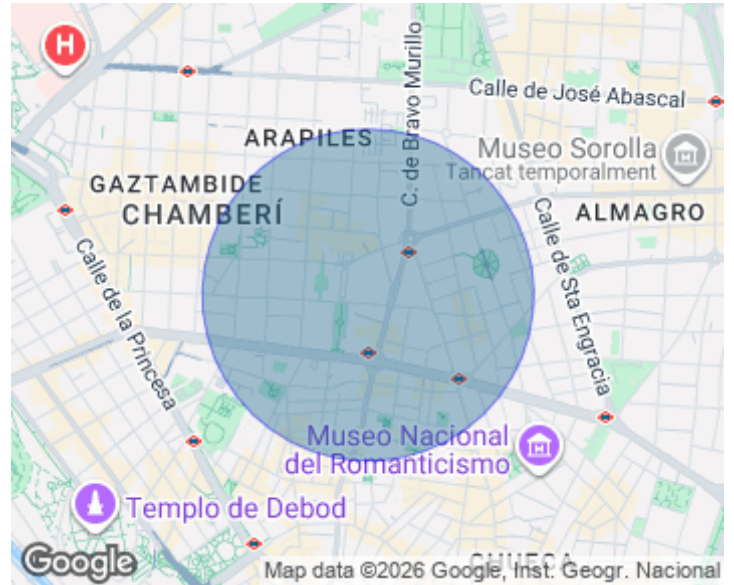 H
Calle de José Abascal
C. de Bravo Murillo
ARAPILES
Museo Sorolla
Tancat temporalment
GAZTAMBIDE
CHAMBERÍ
ALMAGRO
Calle de Sta Engracia
Calle de la Princesa
Museo Nacional
del Romanticismo
Templo de Debod
CHUECA
Google
Map data ©2026 Google, Inst. Geogr. Nacional